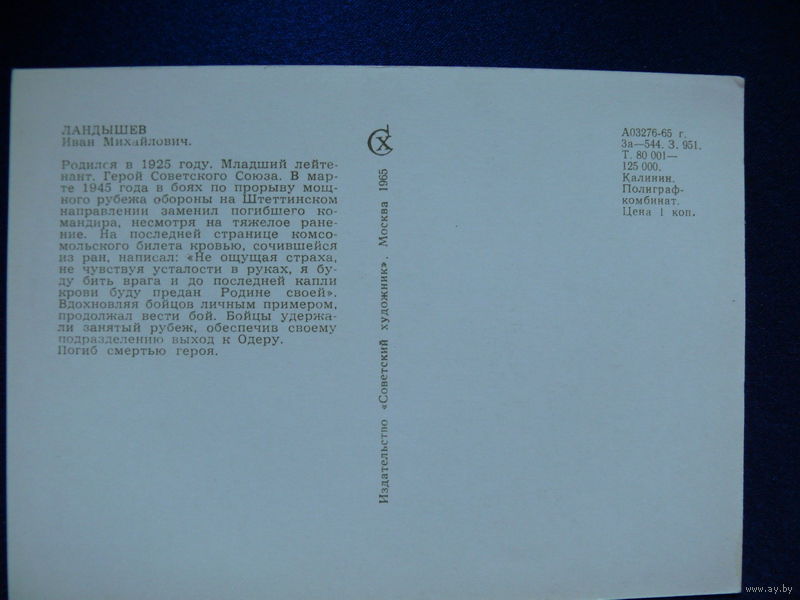 ЛАНДЫШЕВ
Иван Михайлович.
Родился в 1925 году. Младший лейте-
нант. Герой Советского Союза. В мар-
те 1945 года в боях по прорыву мощ-
ного рубежа обороны на Штеттинском
направлении заменил погибшего ко-
мандира, несмотря на тяжелое ране-
ние. На последней странице комсо-
мольского билета кровью, сочившейся
из ран, написал: «Не ощущая страха,
не чувствуя усталости в руках, я бу-
ду бить врага и до последней капли
крови буду предан Родине своей».
Вдохновляя бойцов личным примером,
продолжал вести бой. Бойцы удержа-
ли занятый рубеж, обеспечив своему
подразделению выход к Одеру.
Погиб смертью героя.
СХ
Издательство «Советский художник». Москва 1965
А03276-65 г.
За—544. З. 951.
Т. 80 001—
125 000.
Калинин.
Полиграф-
комбинат.
Цена 1 коп.
www.ay.by